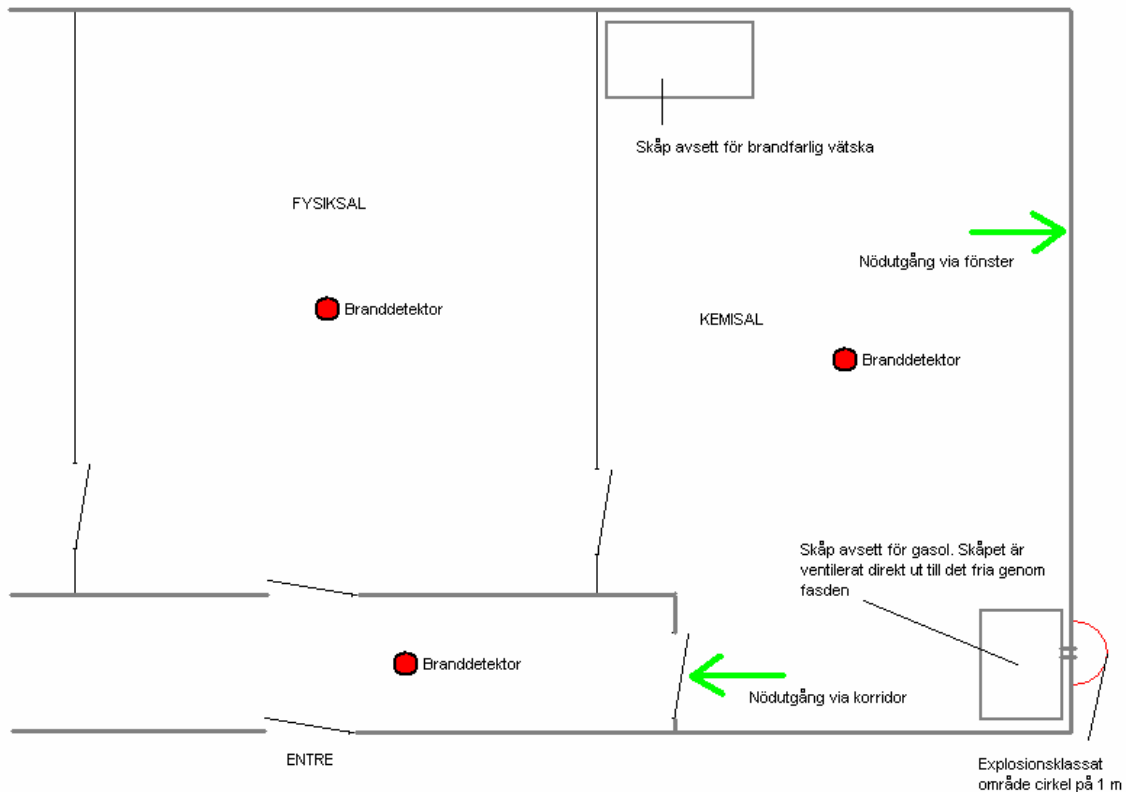 Skåp avsett för brandfarlig vätska
FYSIKSAL
Nödutgång via fönster
Branddetektor
KEMISAL
Branddetektor
Skåp avsett för gasol. Skåpet är
ventilerat direkt ut till det fria genom
fasden
Branddetektor
Nödutgång via korridor
ENTRE
Explosionsklassat
område cirkel på 1 m